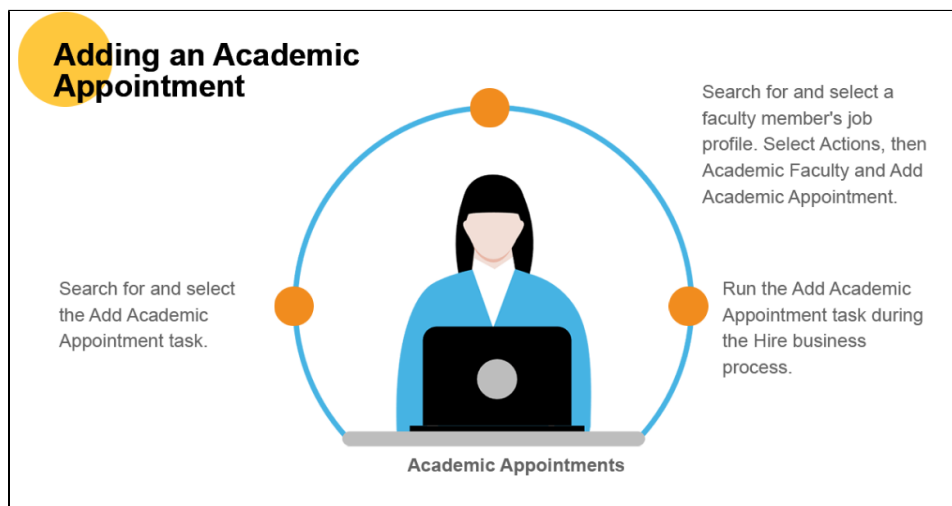 Adding an Academic
Appointment
Search for and select a
faculty member's job
profile. Select Actions, then
Academic Faculty and Add
Academic Appointment.
Search for and select
the Add Academic
Appointment task.
Run the Add Academic
Appointment task during
the Hire business
process.
Academic Appointments